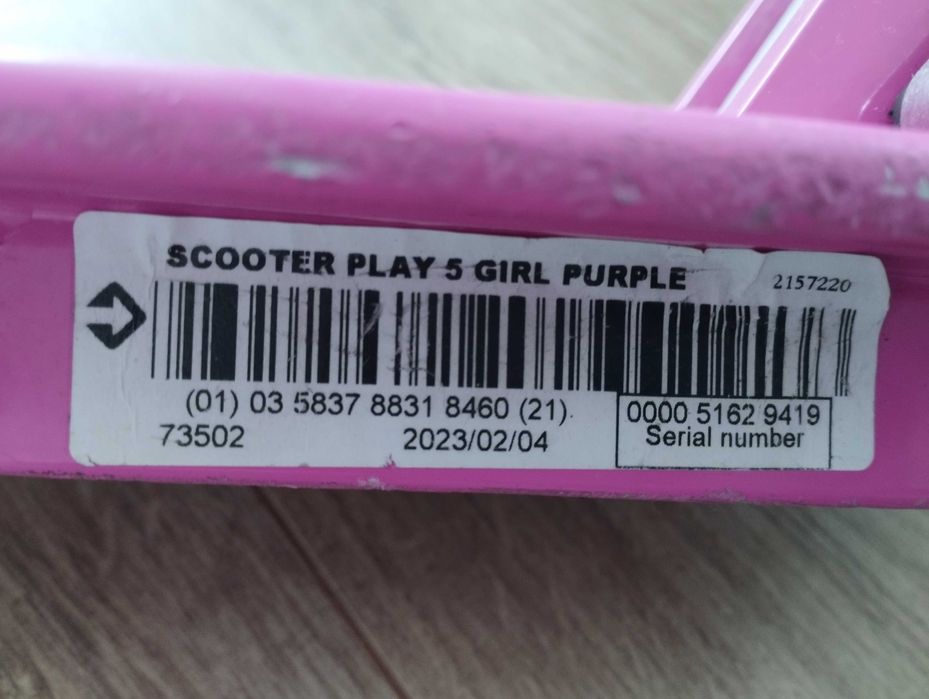 SCOOTER PLAY 5 GIRL PURPLE 2157220
(01) 03 5837 8831 8460 (21). 0000 5162 9419
73502 2023/02/04 Serial number